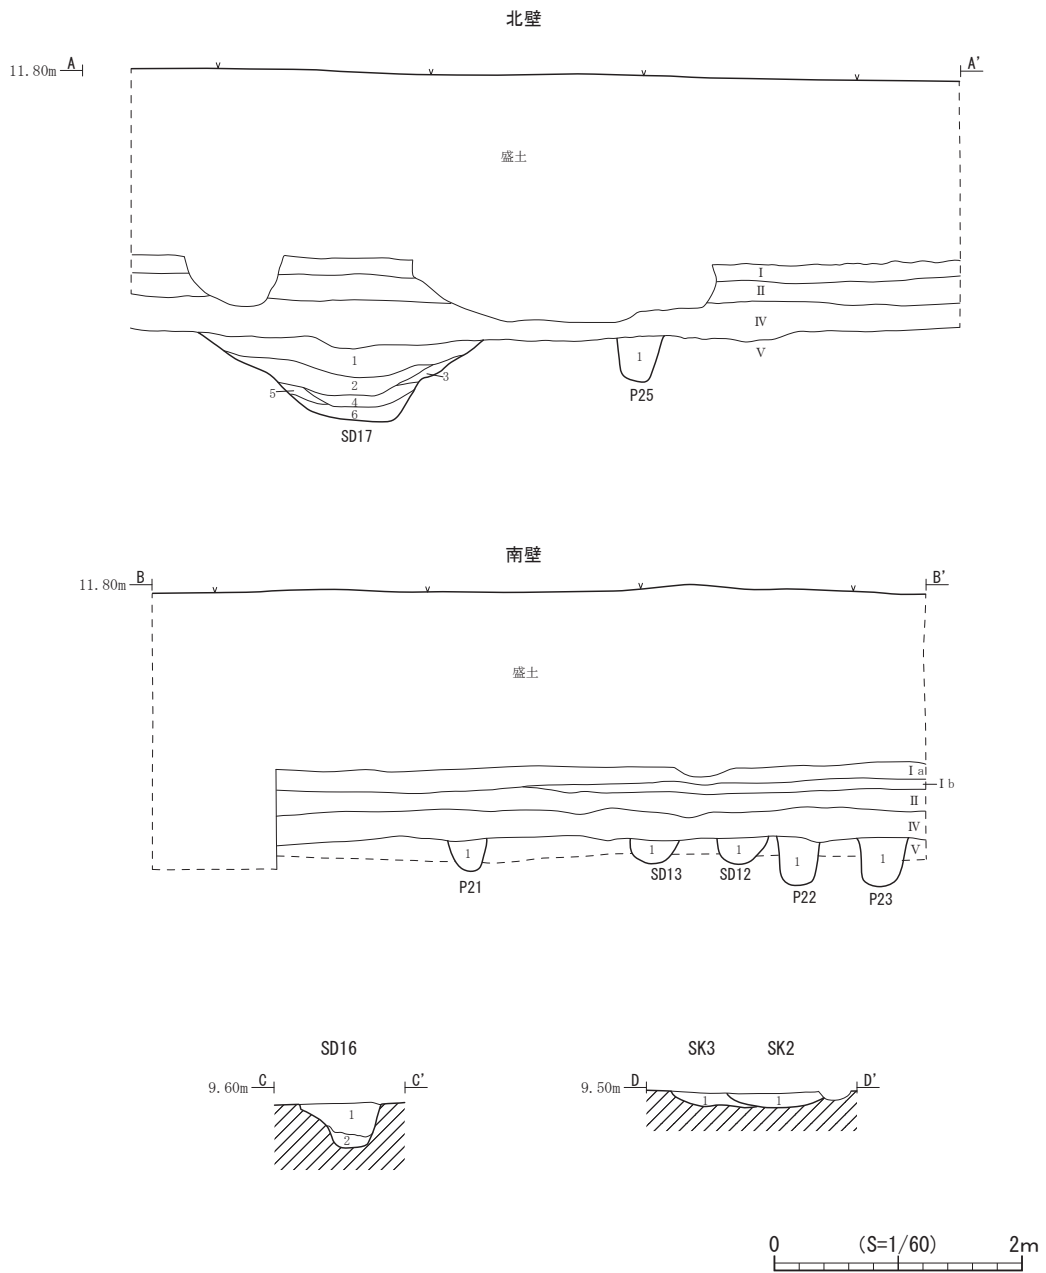 北壁
11.80m A A'
盛土
I
II
IV
V
1
2
3
4
5
6
SD17
1
P25
南壁
11.80m B B'
盛土
I a
I b
II
IV
V
1
P21
1
SD13
1
SD12
1
P22
1
P23
SD16
9.60m C C'
1
2
SK3 SK2
9.50m D D'
1 1
0 (S=1/60) 2m